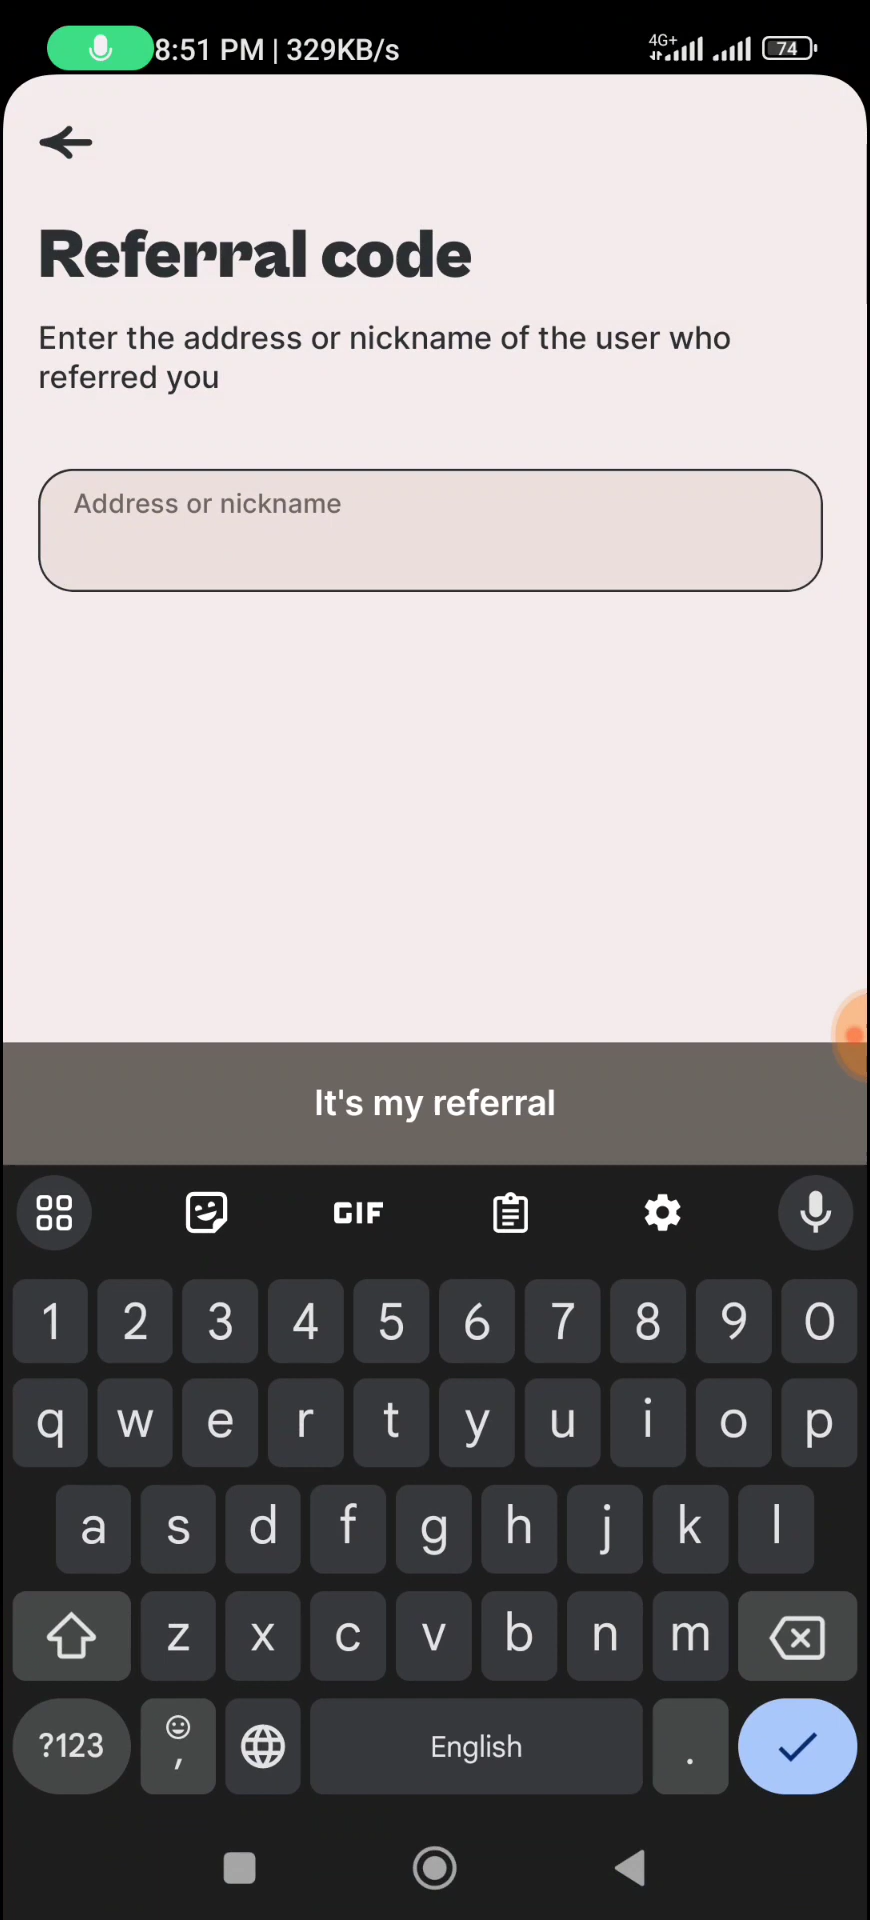 8:51 PM | 329KB/s 4G+ 74
Referral code
Enter the address or nickname of the user who
referred you
Address or nickname
It's my referral
GIF
1 2 3 4 5 6 7 8 9 0
q w e r t y u i o p
a s d f g h j k l
z x c v b n m
?123 , English .